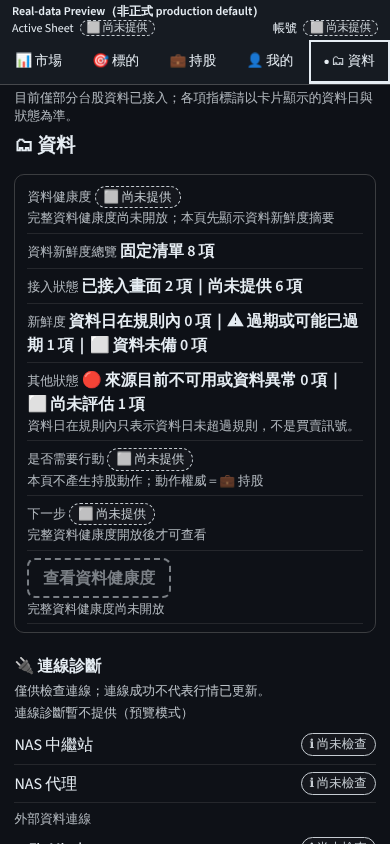 Real-data Preview（非正式 production default）
Active Sheet ⬜ 尚未提供 帳號 ⬜ 尚未提供
📊 市場 🎯 標的 💼 持股 👤 我的 •🗂 資料
目前僅部分台股資料已接入；各項指標請以卡片顯示的資料日與
狀態為準。
🗂 資料
資料健康度 ⬜ 尚未提供
完整資料健康度尚未開放；本頁先顯示資料新鮮度摘要
資料新鮮度總覽 固定清單 8 項
接入狀態 已接入畫面 2 項｜尚未提供 6 項
新鮮度 資料日在規則內 0 項｜⚠ 過期或可能已過
期 1 項｜⬜ 資料未備 0 項
其他狀態 🔴 來源目前不可用或資料異常 0 項｜
⬜ 尚未評估 1 項
資料日在規則內只表示資料日未超過規則，不是買賣訊號。
是否需要行動 ⬜ 尚未提供
本頁不產生持股動作；動作權威＝💼 持股
下一步 ⬜ 尚未提供
完整資料健康度開放後才可查看
查看資料健康度
完整資料健康度尚未開放
🔌 連線診斷
僅供檢查連線；連線成功不代表行情已更新。
連線診斷暫不提供（預覽模式）
NAS 中繼站 ℹ 尚未檢查
NAS 代理 ℹ 尚未檢查
外部資料連線